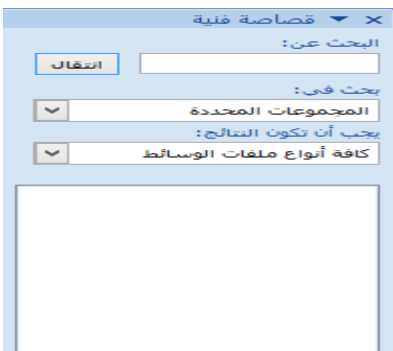 قصاصة فنية
البحث عن:
انتقال
بحث في:
المجموعات المحددة
يجب أن تكون النتائج:
كافة أنواع ملفات الوسائط